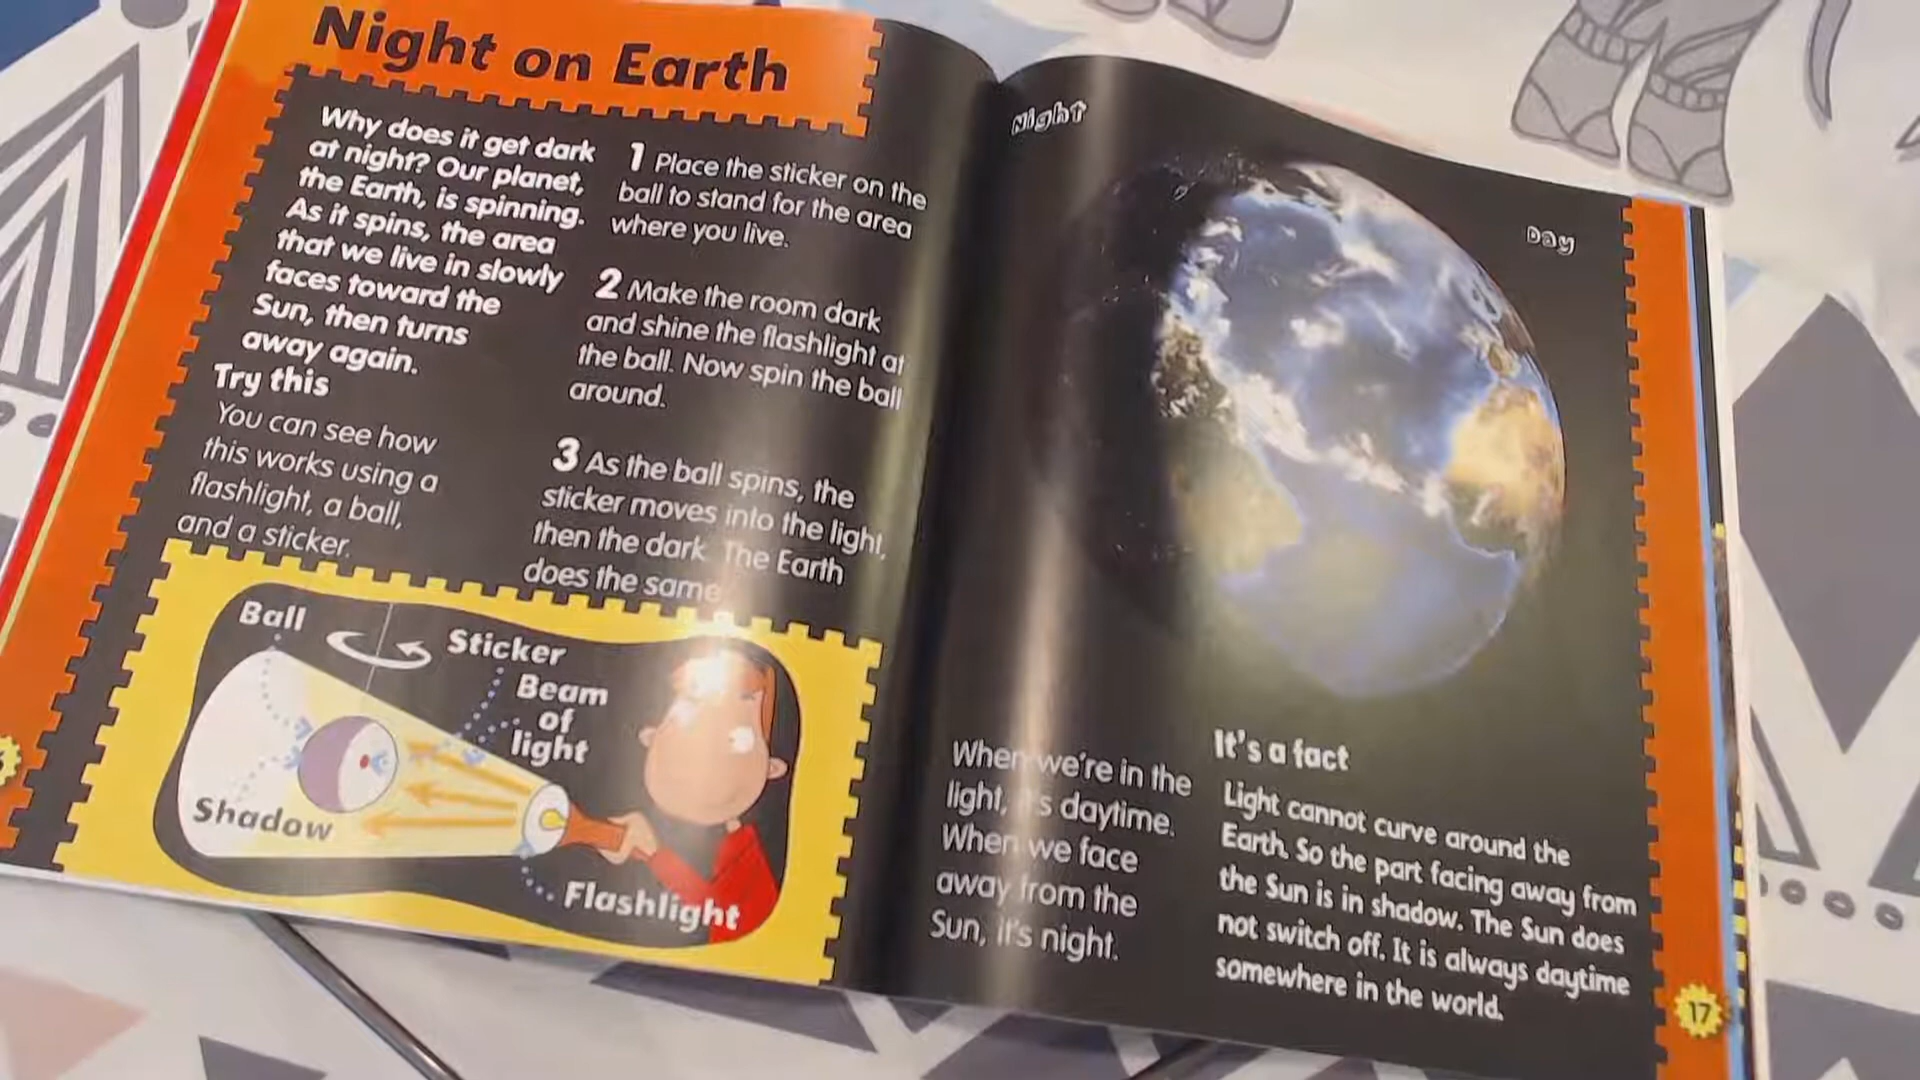 Night on Earth
Why does it get dark
at night? Our planet,
the Earth, is spinning.
As it spins, the area
that we live in slowly
faces toward the
Sun, then turns
away again.
Try this
You can see how
this works using a
flashlight, a ball,
and a sticker.
1 Place the sticker on the
ball to stand for the area
where you live.
2 Make the room dark
and shine the flashlight at
the ball. Now spin the ball
around.
3 As the ball spins, the
sticker moves into the light,
then the dark. The Earth
does the same
Ball
Sticker
Beam
of
light
Shadow
Flashlight
Night
Day
When we're in the
light, it's daytime.
When we face
away from the
Sun, it's night.
It's a fact
Light cannot curve around the
Earth. So the part facing away from
the Sun is in shadow. The Sun does
not switch off. It is always daytime
somewhere in the world.
17